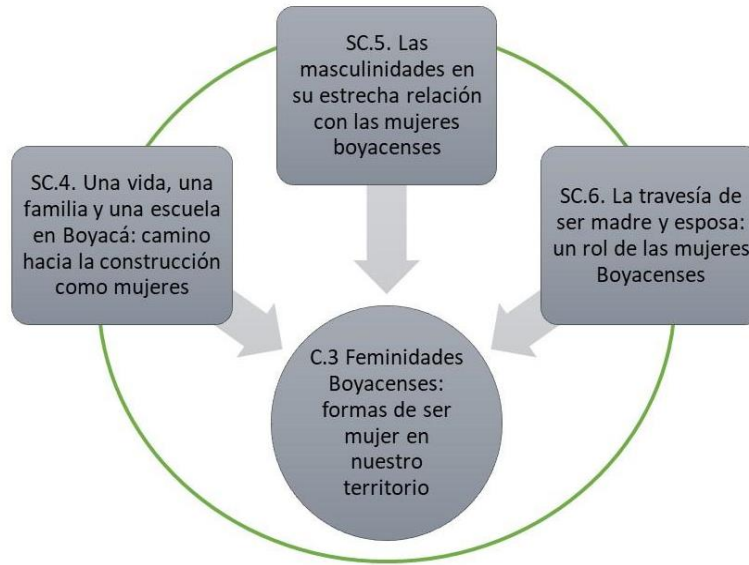 SC.5. Las
masculinidades en
su estrecha relación
con las mujeres
boyacenses
SC.4. Una vida, una
familia y una escuela
en Boyacá: camino
hacia la construcción
como mujeres
SC.6. La travesía de
ser madre y esposa:
un rol de las mujeres
Boyacenses
C.3 Feminidades
Boyacenses:
formas de ser
mujer en
nuestro
territorio